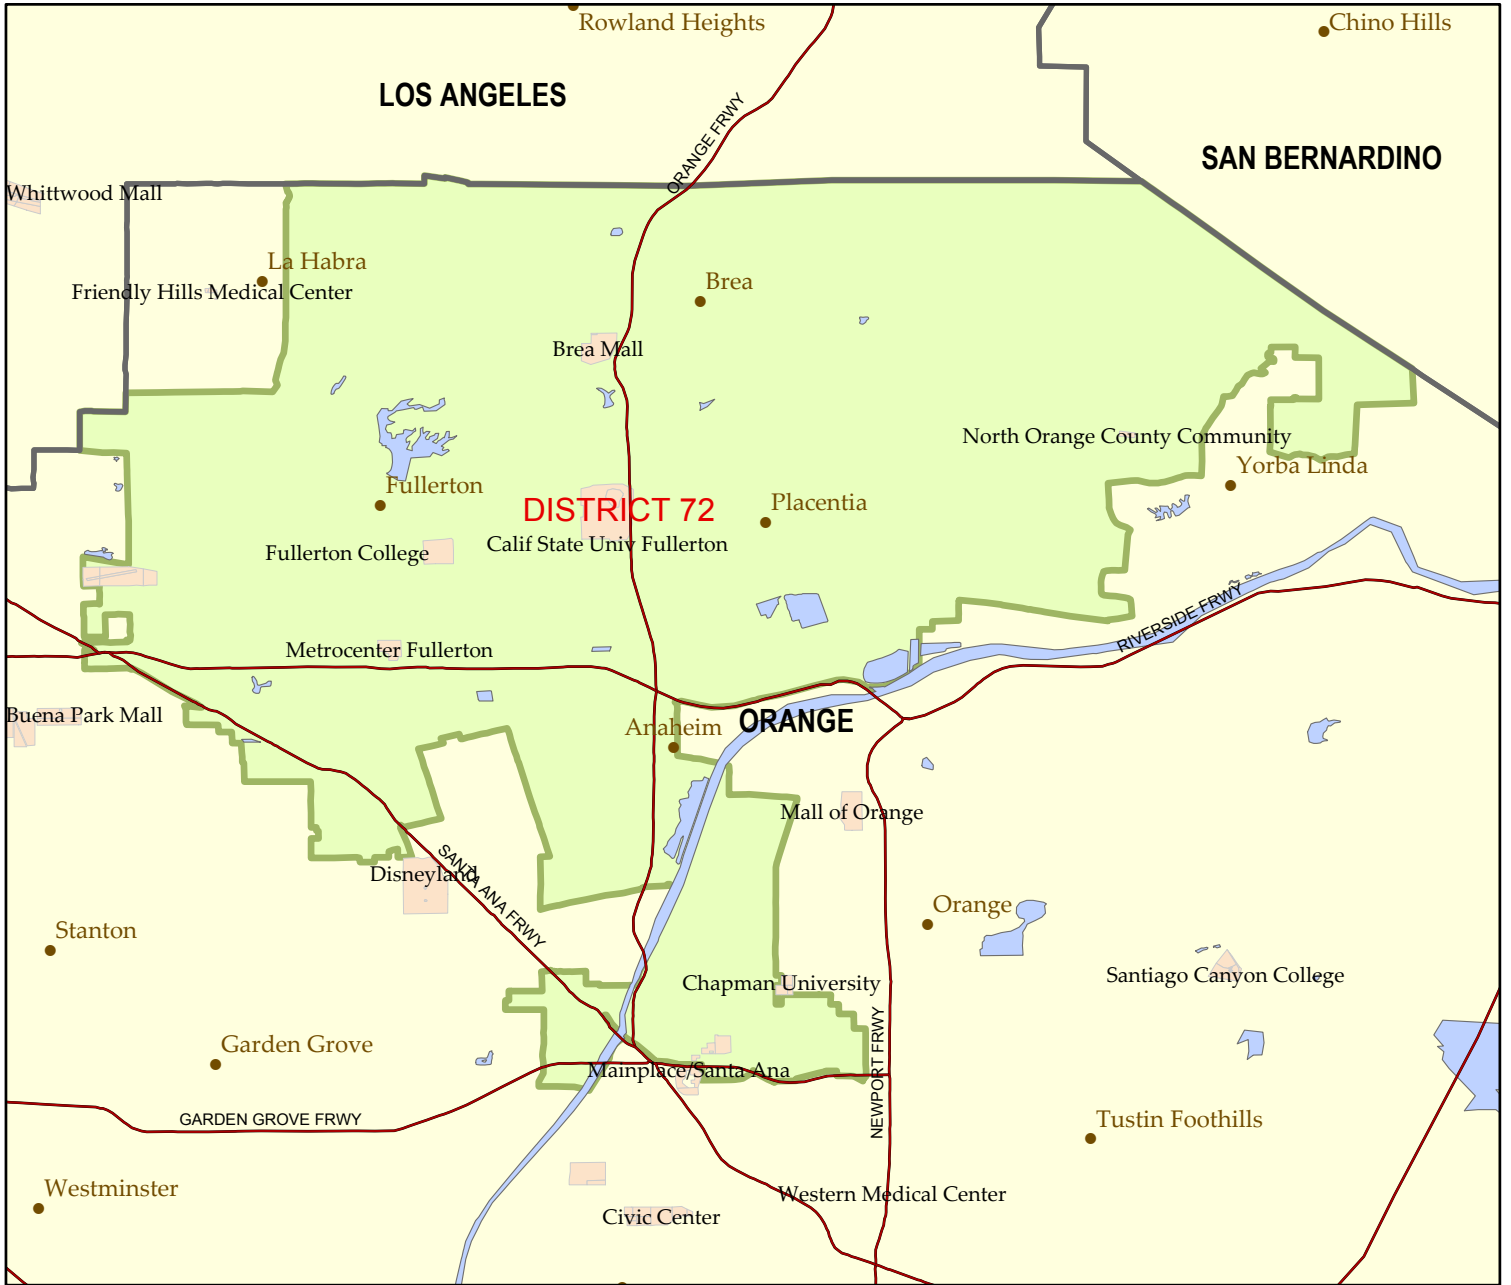 Rowland Heights
Chino Hills
LOS ANGELES
ORANGE FRWY
SAN BERNARDINO
Whittwood Mall
La Habra
Friendly Hills Medical Center
Brea
Brea Mall
North Orange County Community
Yorba Linda
Fullerton
DISTRICT 72
Placentia
Calif State Univ Fullerton
Fullerton College
RIVERSIDE FRWY
Metrocenter Fullerton
Buena Park Mall
Anaheim
ORANGE
Mall of Orange
Disneyland
SANTA ANA FRWY
Orange
Stanton
Chapman University
Santiago Canyon College
Garden Grove
Mainplace/Santa Ana
NEWPORT FRWY
GARDEN GROVE FRWY
Tustin Foothills
Westminster
Western Medical Center
Civic Center